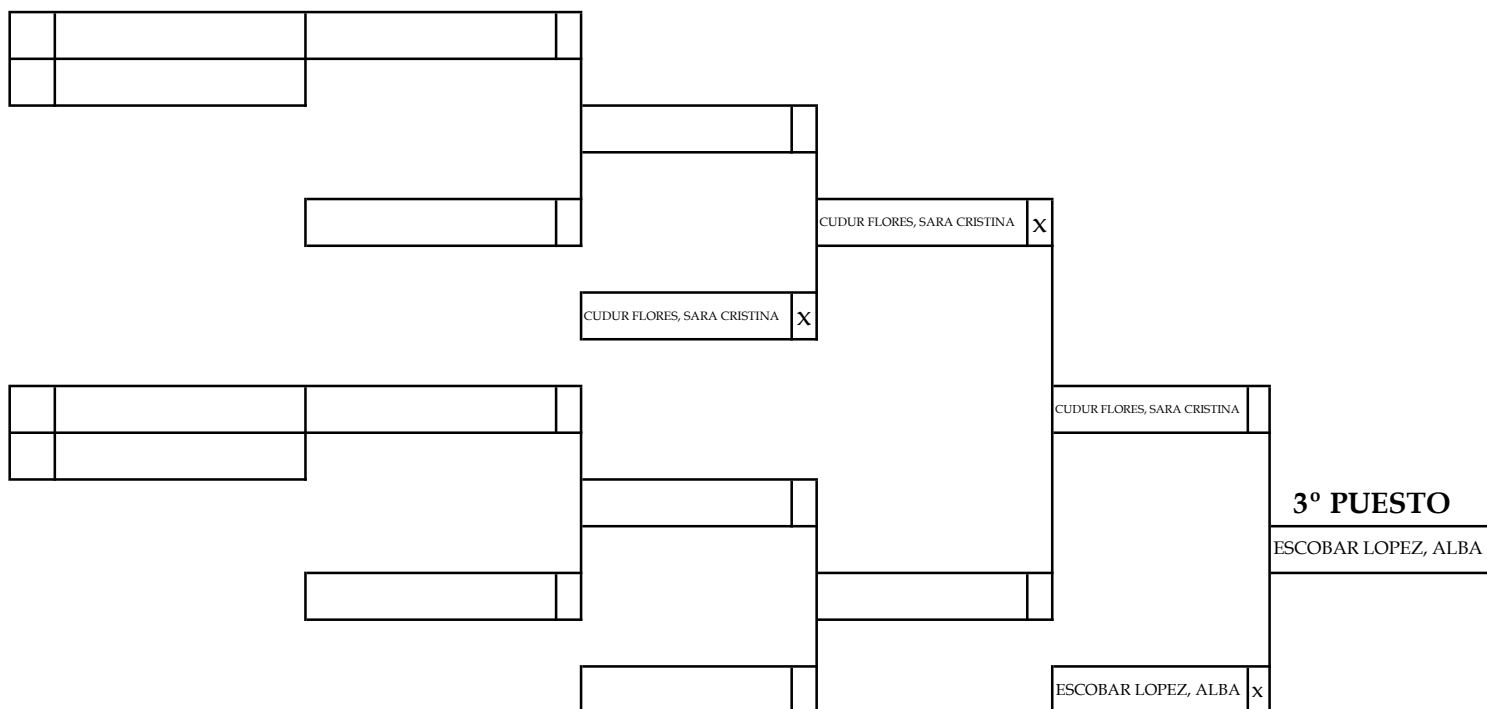 CUDUR FLORES, SARA CRISTINA X
CUDUR FLORES, SARA CRISTINA X
CUDUR FLORES, SARA CRISTINA
3º PUESTO
ESCOBAR LOPEZ, ALBA
ESCOBAR LOPEZ, ALBA x